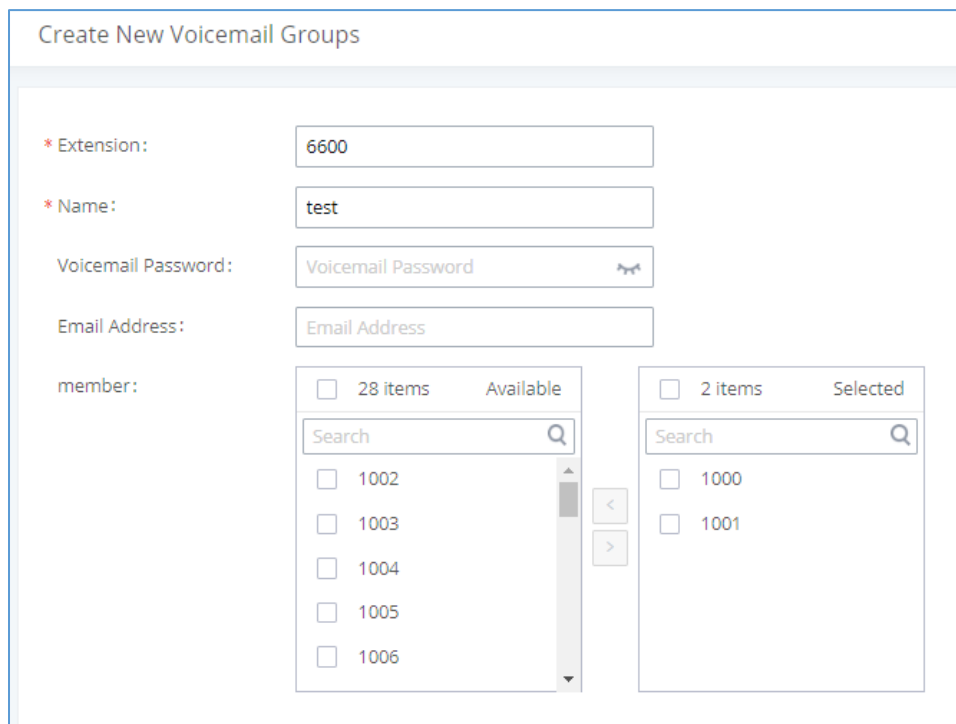 Create New Voicemail Groups
* Extension: 6600
* Name: test
Voicemail Password: Voicemail Password
Email Address: Email Address
member:
28 items Available
Search
1002
1003
1004
1005
1006
<
>
2 items Selected
Search
1000
1001